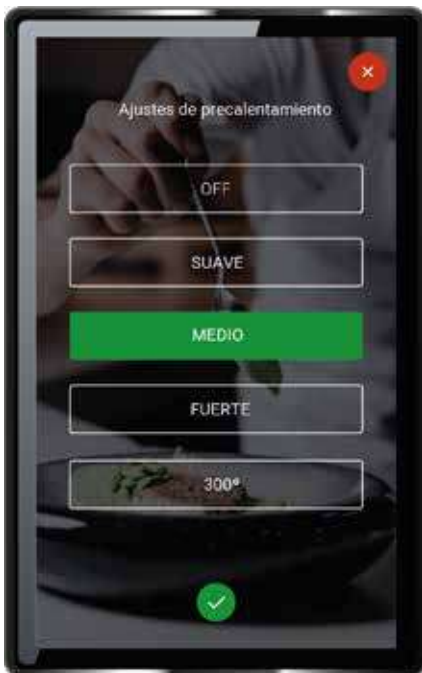 Ajustes de precalentamiento
OFF
SUAVE
MEDIO
FUERTE
300º